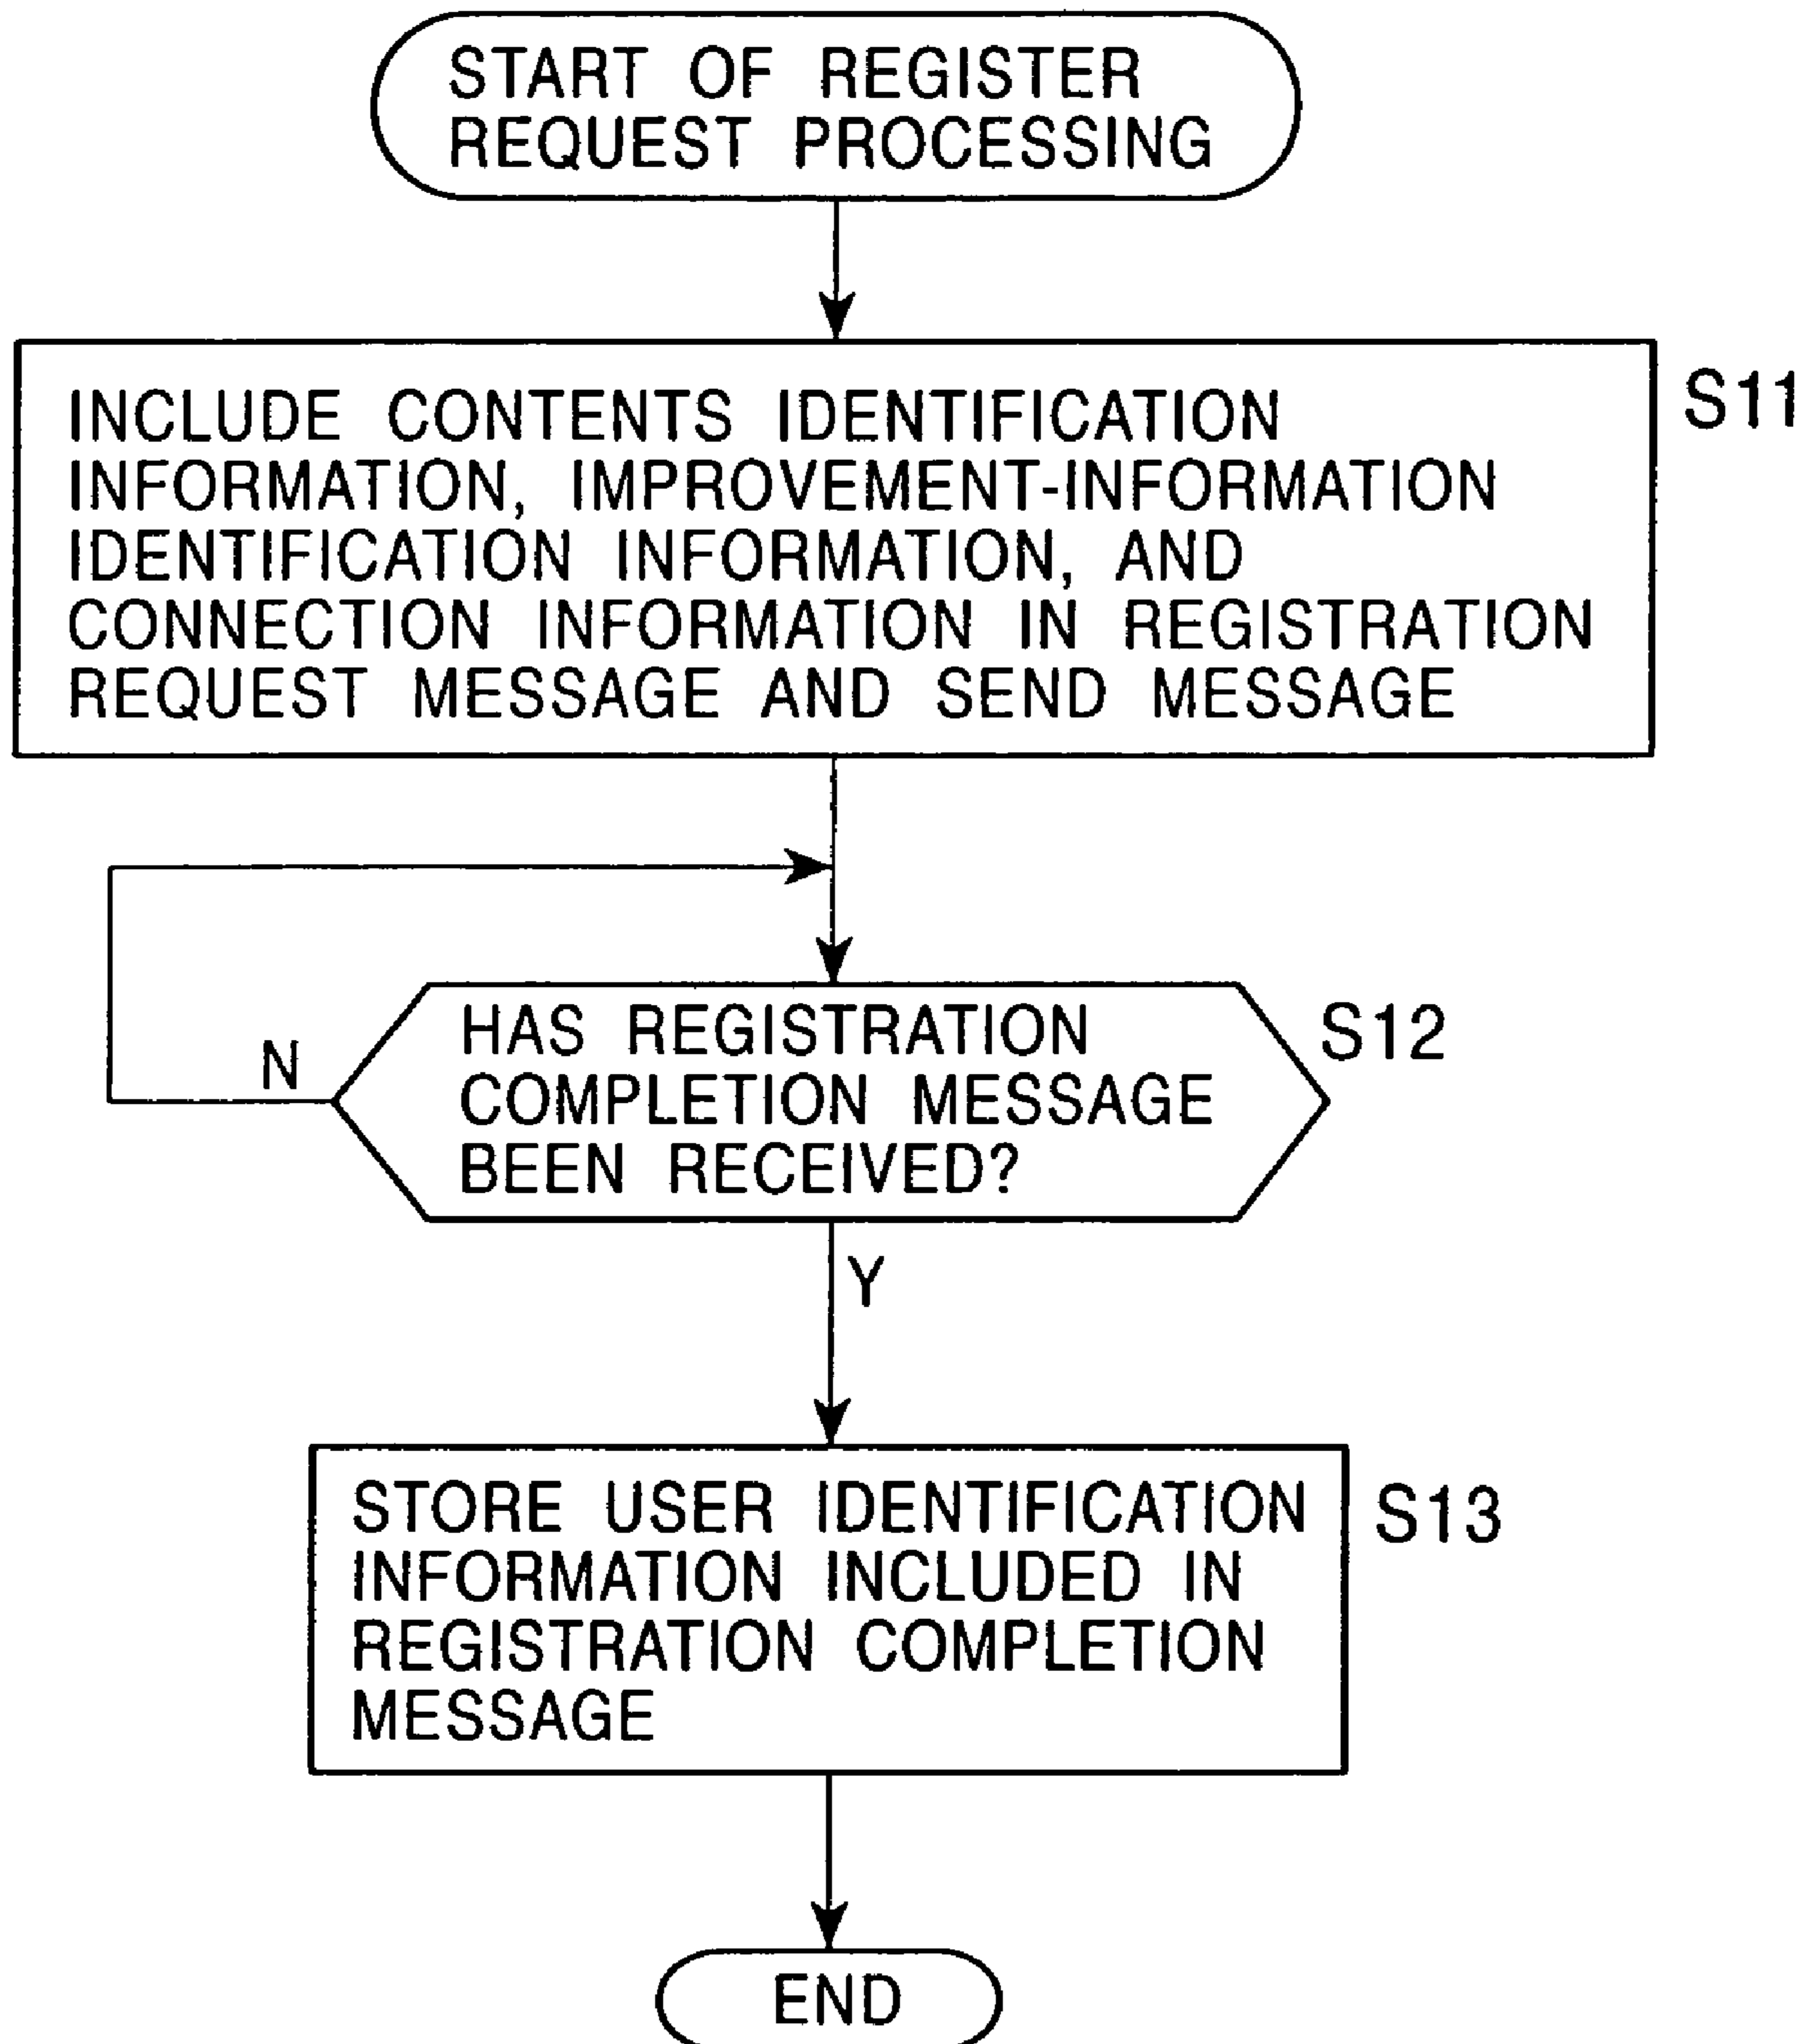 START OF REGISTER
REQUEST PROCESSING
INCLUDE CONTENTS IDENTIFICATION
INFORMATION, IMPROVEMENT-INFORMATION
IDENTIFICATION INFORMATION, AND
CONNECTION INFORMATION IN REGISTRATION
REQUEST MESSAGE AND SEND MESSAGE
S11
HAS REGISTRATION
COMPLETION MESSAGE
BEEN RECEIVED?
S12
N
Y
STORE USER IDENTIFICATION
INFORMATION INCLUDED IN
REGISTRATION COMPLETION
MESSAGE
S13
END